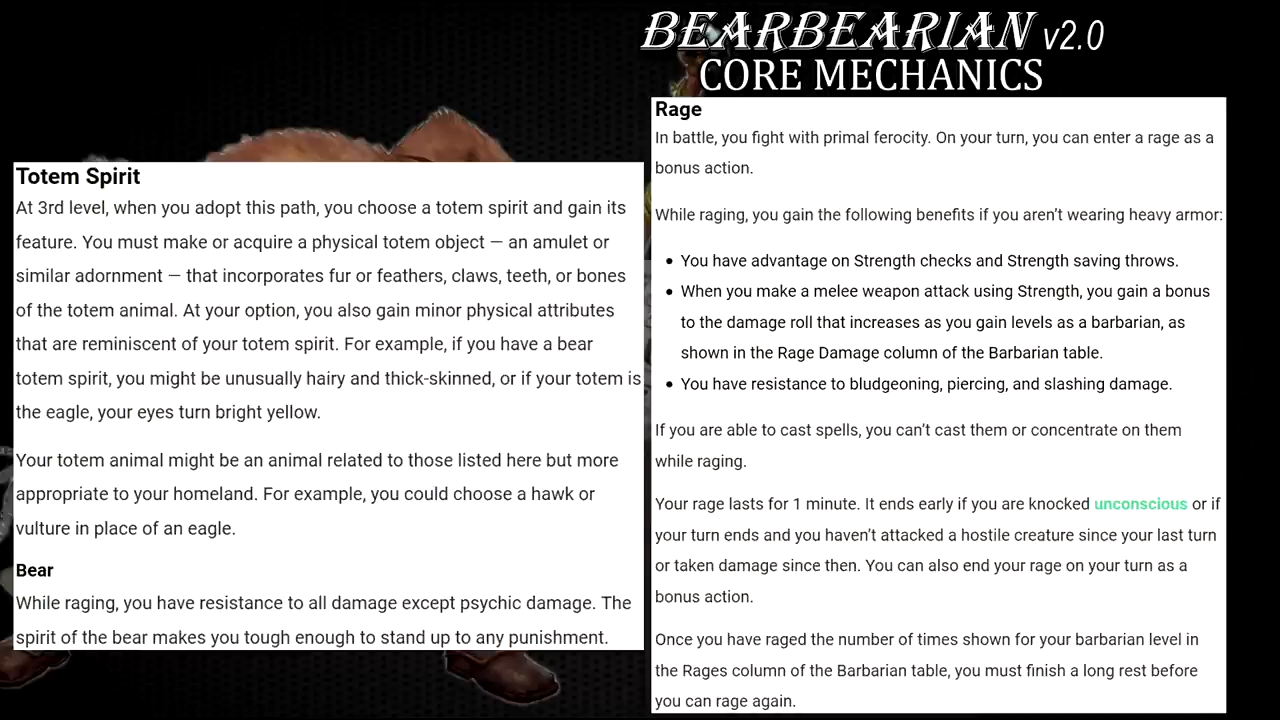 BEARBEARIAN v2.0
CORE MECHANICS
Totem Spirit
At 3rd level, when you adopt this path, you choose a totem spirit and gain its
feature. You must make or acquire a physical totem object — an amulet or
similar adornment — that incorporates fur or feathers, claws, teeth, or bones
of the totem animal. At your option, you also gain minor physical attributes
that are reminiscent of your totem spirit. For example, if you have a bear
totem spirit, you might be unusually hairy and thick-skinned, or if your totem is
the eagle, your eyes turn bright yellow.
Your totem animal might be an animal related to those listed here but more
appropriate to your homeland. For example, you could choose a hawk or
vulture in place of an eagle.
Bear
While raging, you have resistance to all damage except psychic damage. The
spirit of the bear makes you tough enough to stand up to any punishment.
Rage
In battle, you fight with primal ferocity. On your turn, you can enter a rage as a
bonus action.
While raging, you gain the following benefits if you aren’t wearing heavy armor:
• You have advantage on Strength checks and Strength saving throws.
• When you make a melee weapon attack using Strength, you gain a bonus
to the damage roll that increases as you gain levels as a barbarian, as
shown in the Rage Damage column of the Barbarian table.
• You have resistance to bludgeoning, piercing, and slashing damage.
If you are able to cast spells, you can’t cast them or concentrate on them
while raging.
Your rage lasts for 1 minute. It ends early if you are knocked unconscious or if
your turn ends and you haven’t attacked a hostile creature since your last turn
or taken damage since then. You can also end your rage on your turn as a
bonus action.
Once you have raged the number of times shown for your barbarian level in
the Rages column of the Barbarian table, you must finish a long rest before
you can rage again.